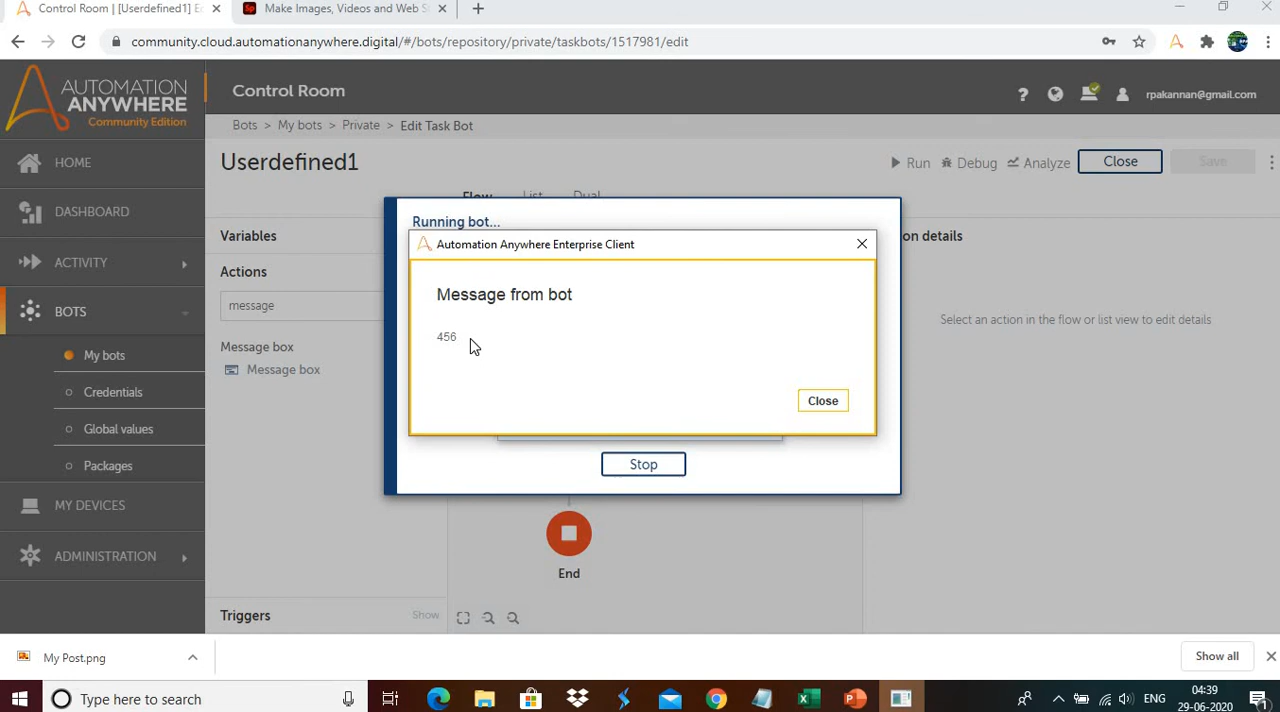 Control Room | [Userdefined1] Ec
Make Images, Videos and Web S
community.cloud.automationanywhere.digital/#/bots/repository/private/taskbots/1517981/edit
AUTOMATION
ANYWHERE
Community Edition
Control Room
rpakannan@gmail.com
Bots > My bots > Private > Edit Task Bot
HOME
Userdefined1
Run
Debug
Analyze
Close
Save
DASHBOARD
Flow
List
Dual
Variables
Running bot...
on details
Automation Anywhere Enterprise Client
ACTIVITY
Actions
Message from bot
message
BOTS
Select an action in the flow or list view to edit details
456
Message box
My bots
Message box
Credentials
Close
Global values
Packages
Stop
MY DEVICES
ADMINISTRATION
End
Triggers
Show
My Post.png
Show all
Type here to search
ENG
04:39
29-06-2020
1